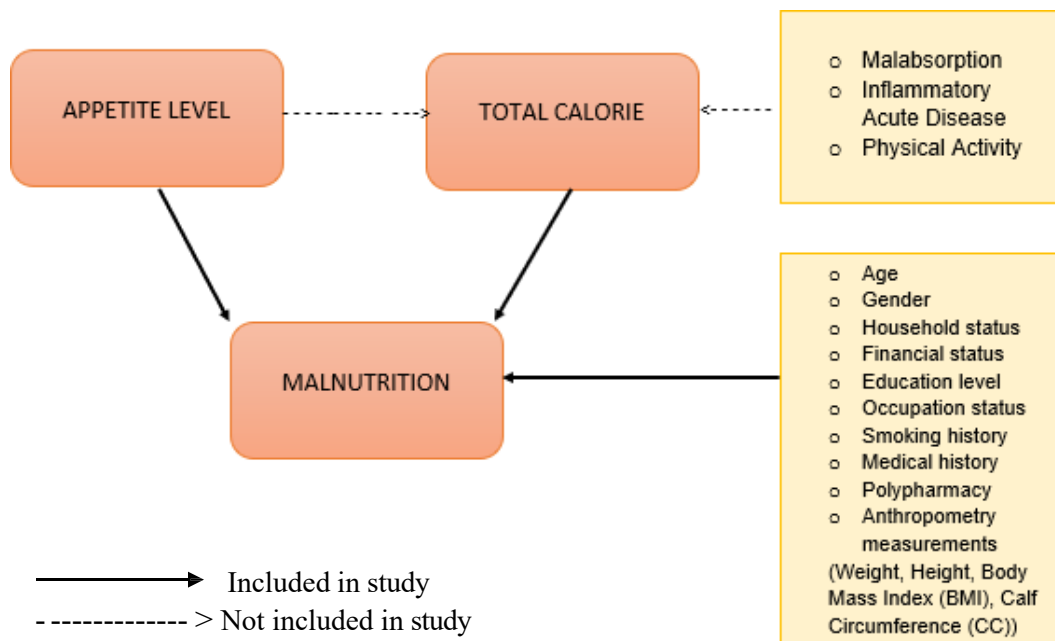 APPETITE LEVEL
TOTAL CALORIE
o Malabsorption
o Inflammatory
Acute Disease
o Physical Activity
MALNUTRITION
o Age
o Gender
o Household status
o Financial status
o Education level
o Occupation status
o Smoking history
o Medical history
o Polypharmacy
o Anthropometry
measurements
(Weight, Height, Body
Mass Index (BMI), Calf
Circumference (CC))
Included in study
> Not included in study